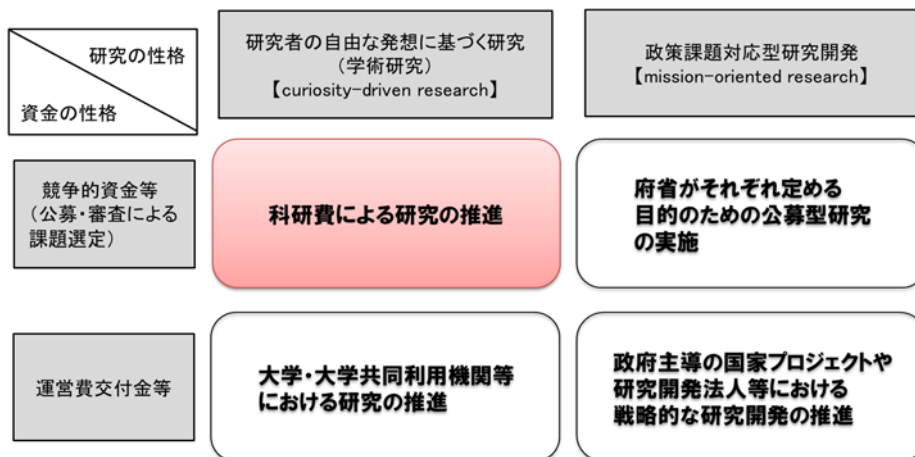 研究の性格
資金の性格
研究者の自由な発想に基づく研究
(学術研究)
【curiosity-driven research】
政策課題対応型研究開発
【mission-oriented research】
競争的資金等
(公募・審査による
課題選定)
科研費による研究の推進
府省がそれぞれ定める
目的のための公募型研究
の実施
運営費交付金等
大学・大学共同利用機関等
における研究の推進
政府主導の国家プロジェクトや
研究開発法人等における
戦略的な研究開発の推進